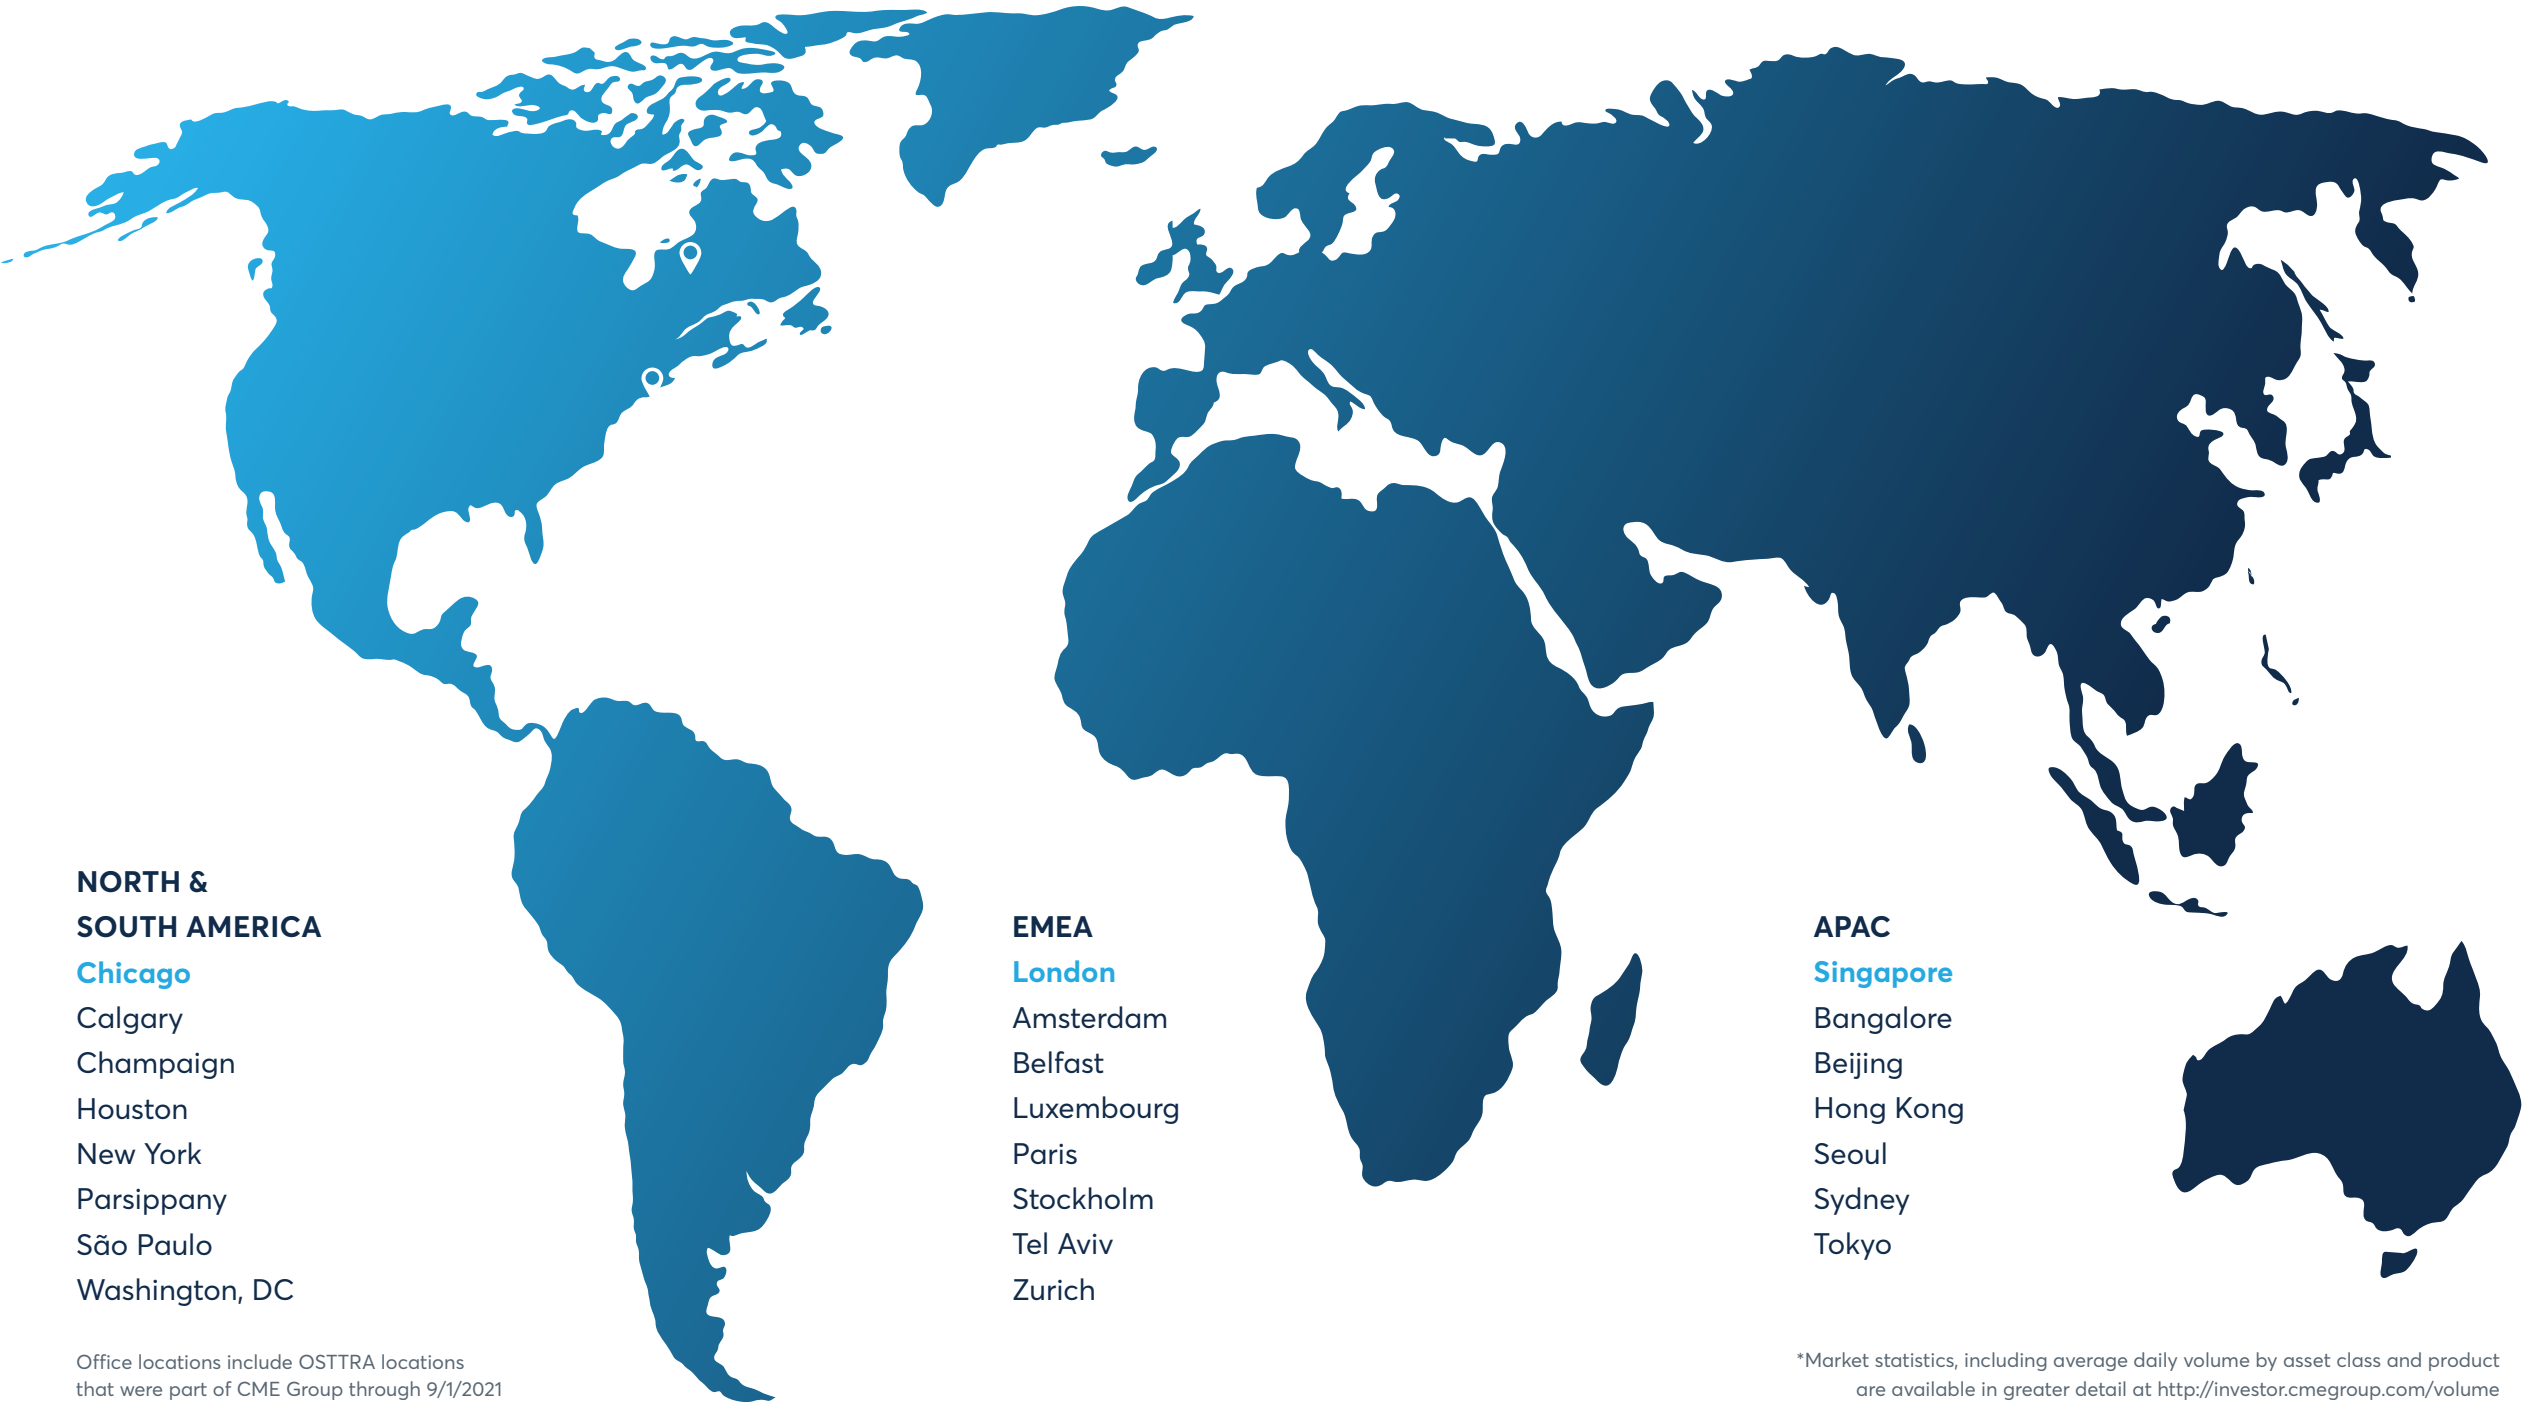 NORTH &
SOUTH AMERICA
Chicago
Calgary
Champaign
Houston
New York
Parsippany
São Paulo
Washington, DC
Office locations include OSTTRA locations
that were part of CME Group through 9/1/2021
EMEA
London
Amsterdam
Belfast
Luxembourg
Paris
Stockholm
Tel Aviv
Zurich
APAC
Singapore
Bangalore
Beijing
Hong Kong
Seoul
Sydney
Tokyo
*Market statistics, including average daily volume by asset class and product
are available in greater detail at http://investor.cmegroup.com/volume